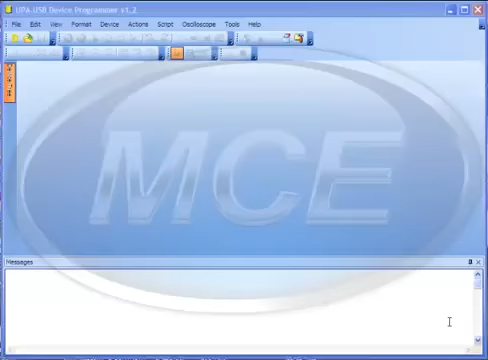 UPA-USB Device Programmer v1.2
File Edit View Format Device Actions Script Oscilloscope Tools Help
MCE
Messages